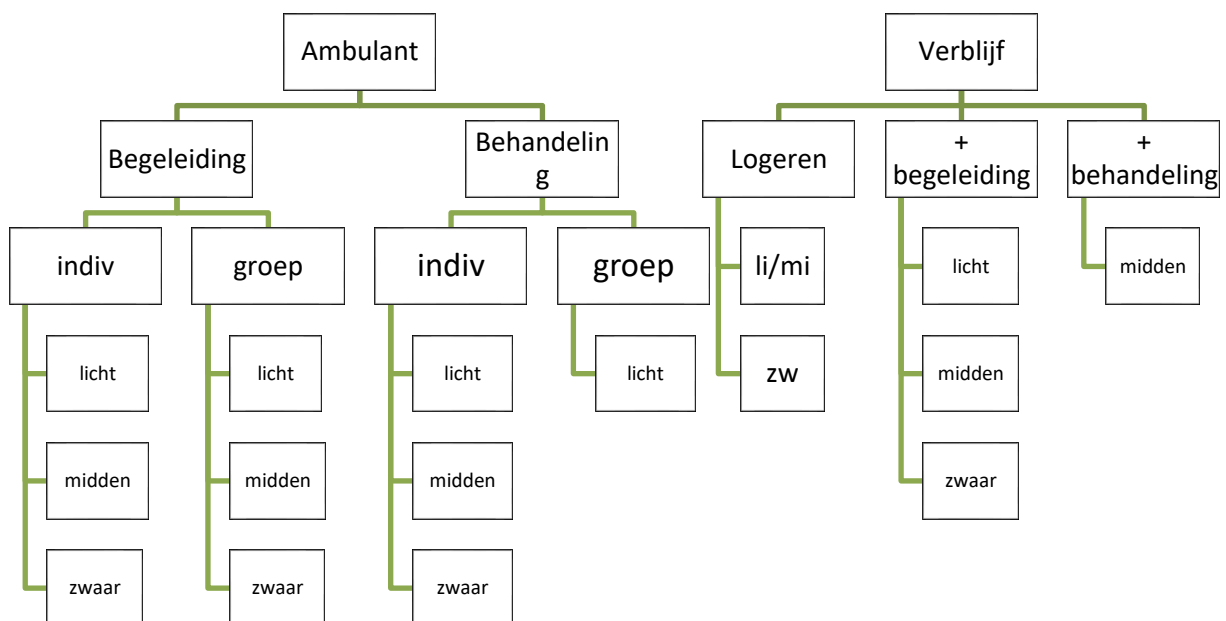 Ambulant
Verblijf
Begeleiding
Behandelin
g
Logeren
+
begeleiding
+
behandeling
indiv
groep
indiv
groep
li/mi
licht
midden
licht
licht
licht
licht
zw
midden
midden
midden
midden
zwaar
zwaar
zwaar
zwaar